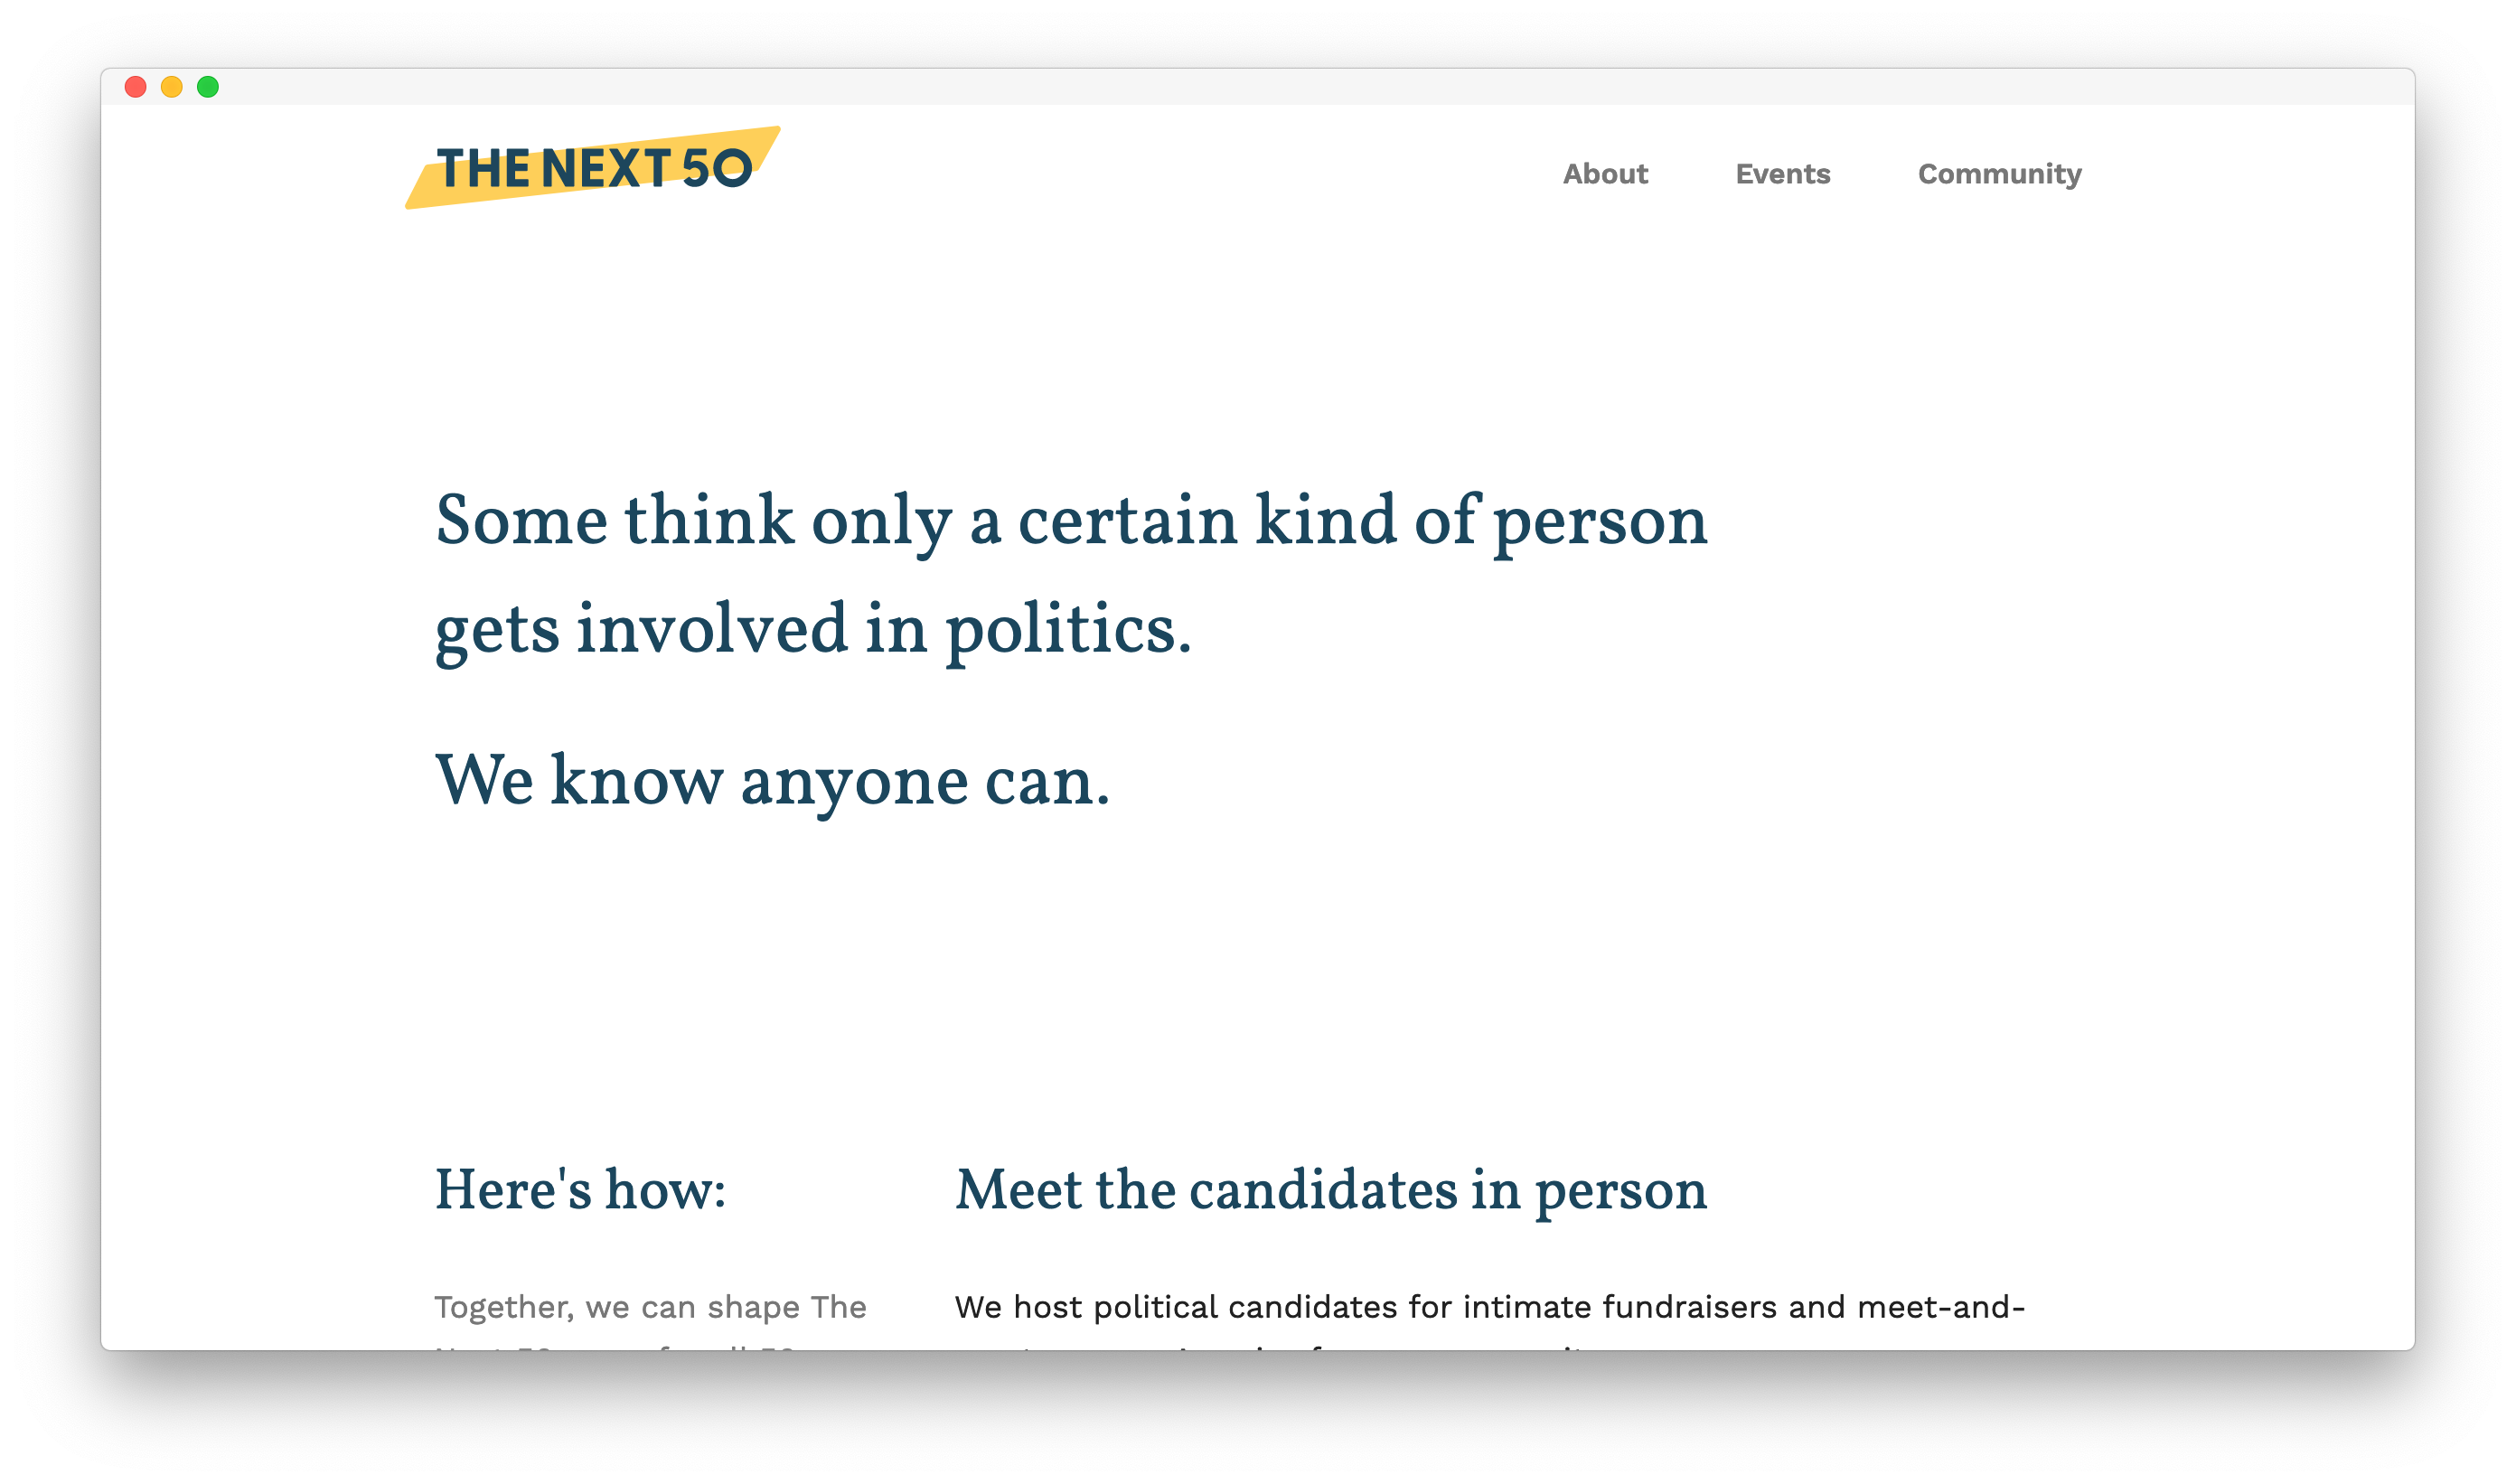 THE NEXT 50
About Events Community
Some think only a certain kind of person
gets involved in politics.
We know anyone can.
Here's how:
Together, we can shape The
Meet the candidates in person
We host political candidates for intimate fundraisers and meet-and-